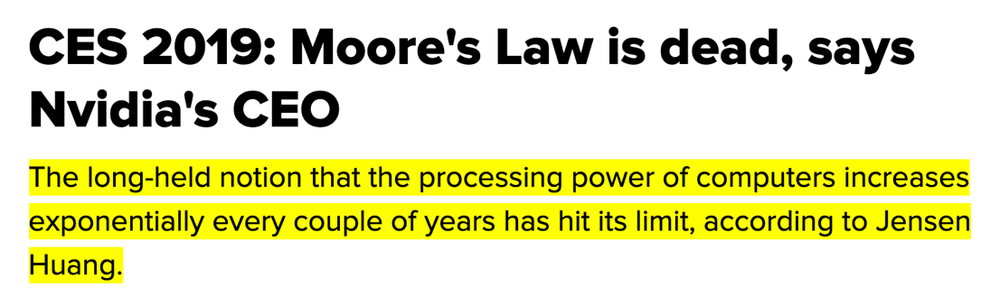 CES 2019: Moore's Law is dead, says
Nvidia's CEO
The long-held notion that the processing power of computers increases
exponentially every couple of years has hit its limit, according to Jensen
Huang.